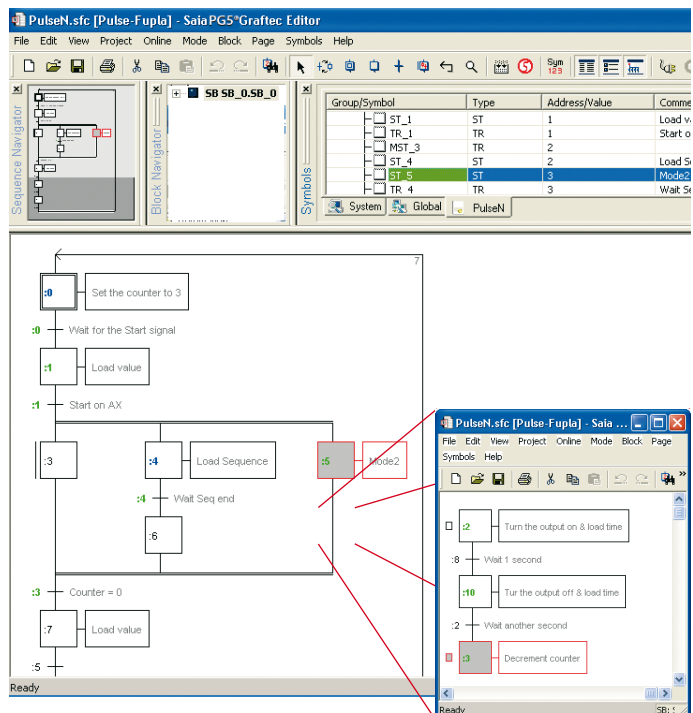 PulseN.sfc [Pulse-Fupla] - SaiaPG5®Graftec Editor
File Edit View Project Online Mode Block Page Symbols Help
Sym
123
Sequence Navigator
Block Navigator
SB SB_0.SB_0
Symbols
Group/Symbol Type Address/Value Comme
ST_1 ST 1 Load v
TR_1 TR 1 Start o
MST_3 TR 2
ST_4 ST 2 Load Se
ST_5 ST 3 Mode2
TR_4 TR 3 Wait Se
System Global PulseN
7
:0 Set the counter to 3
:0 Wait for the Start signal
:1 Load value
:1 Start on AX
:3 :4 Load Sequence :5 Mode2
:4 Wait Seq end
:6
:3 Counter = 0
:7 Load value
:5
Ready
PulseN.sfc [Pulse-Fupla] - Saia ...
File Edit View Project Online Mode Block Page
Symbols Help
:2 Turn the output on & load time
:8 Wait 1 second
:10 Tur the output off & load time
:2 Wait another second
:3 Decrement counter
Ready SB: